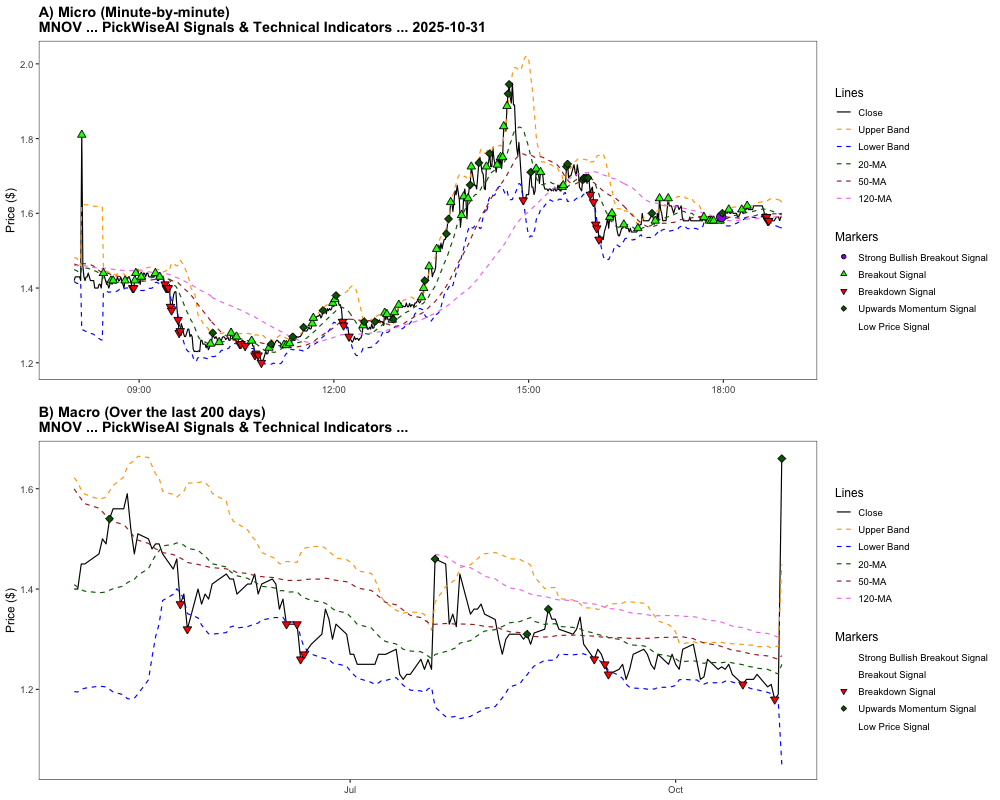 A) Micro (Minute-by-minute)
MNOV ... PickWiseAI Signals & Technical Indicators ... 2025-10-31
Price ($)
2.0
1.8
1.6
1.4
1.2
09:00
12:00
15:00
18:00
Lines
Close
Upper Band
Lower Band
20-MA
50-MA
120-MA
Markers
Strong Bullish Breakout Signal
Breakout Signal
Breakdown Signal
Upwards Momentum Signal
Low Price Signal
B) Macro (Over the last 200 days)
MNOV ... PickWiseAI Signals & Technical Indicators ...
Price ($)
1.6
1.4
1.2
Jul
Oct
Lines
Close
Upper Band
Lower Band
20-MA
50-MA
120-MA
Markers
Strong Bullish Breakout Signal
Breakout Signal
Breakdown Signal
Upwards Momentum Signal
Low Price Signal